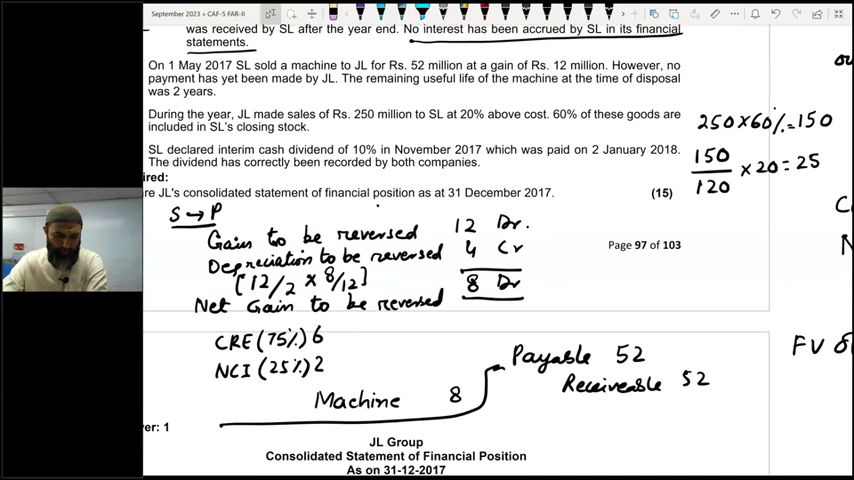 September 2023 » CAF-5 FAR-II
was received by SL after the year end. No interest has been accrued by SL in its financial
statements.
On 1 May 2017 SL sold a machine to JL for Rs. 52 million at a gain of Rs. 12 million. However, no
payment has yet been made by JL. The remaining useful life of the machine at the time of disposal
was 2 years.
During the year, JL made sales of Rs. 250 million to SL at 20% above cost. 60% of these goods are
included in SL's closing stock.
SL declared interim cash dividend of 10% in November 2017 which was paid on 2 January 2018.
The dividend has correctly been recorded by both companies.
ired:
re JL's consolidated statement of financial position as at 31 December 2017. (15)
250 x 60% = 150
150/120 x 20 = 25
S → P
Gain to be reversed 12 Dr.
Depreciation to be reversed 4 Cr
[12/2 x 8/12]
Net Gain to be reversed 8 Dr
Page 97 of 103
CRE (75%) 6
NCI (25%) 2
Machine 8
Payable 52
Receiveable 52
FV
er: 1
JL Group
Consolidated Statement of Financial Position
As on 31-12-2017